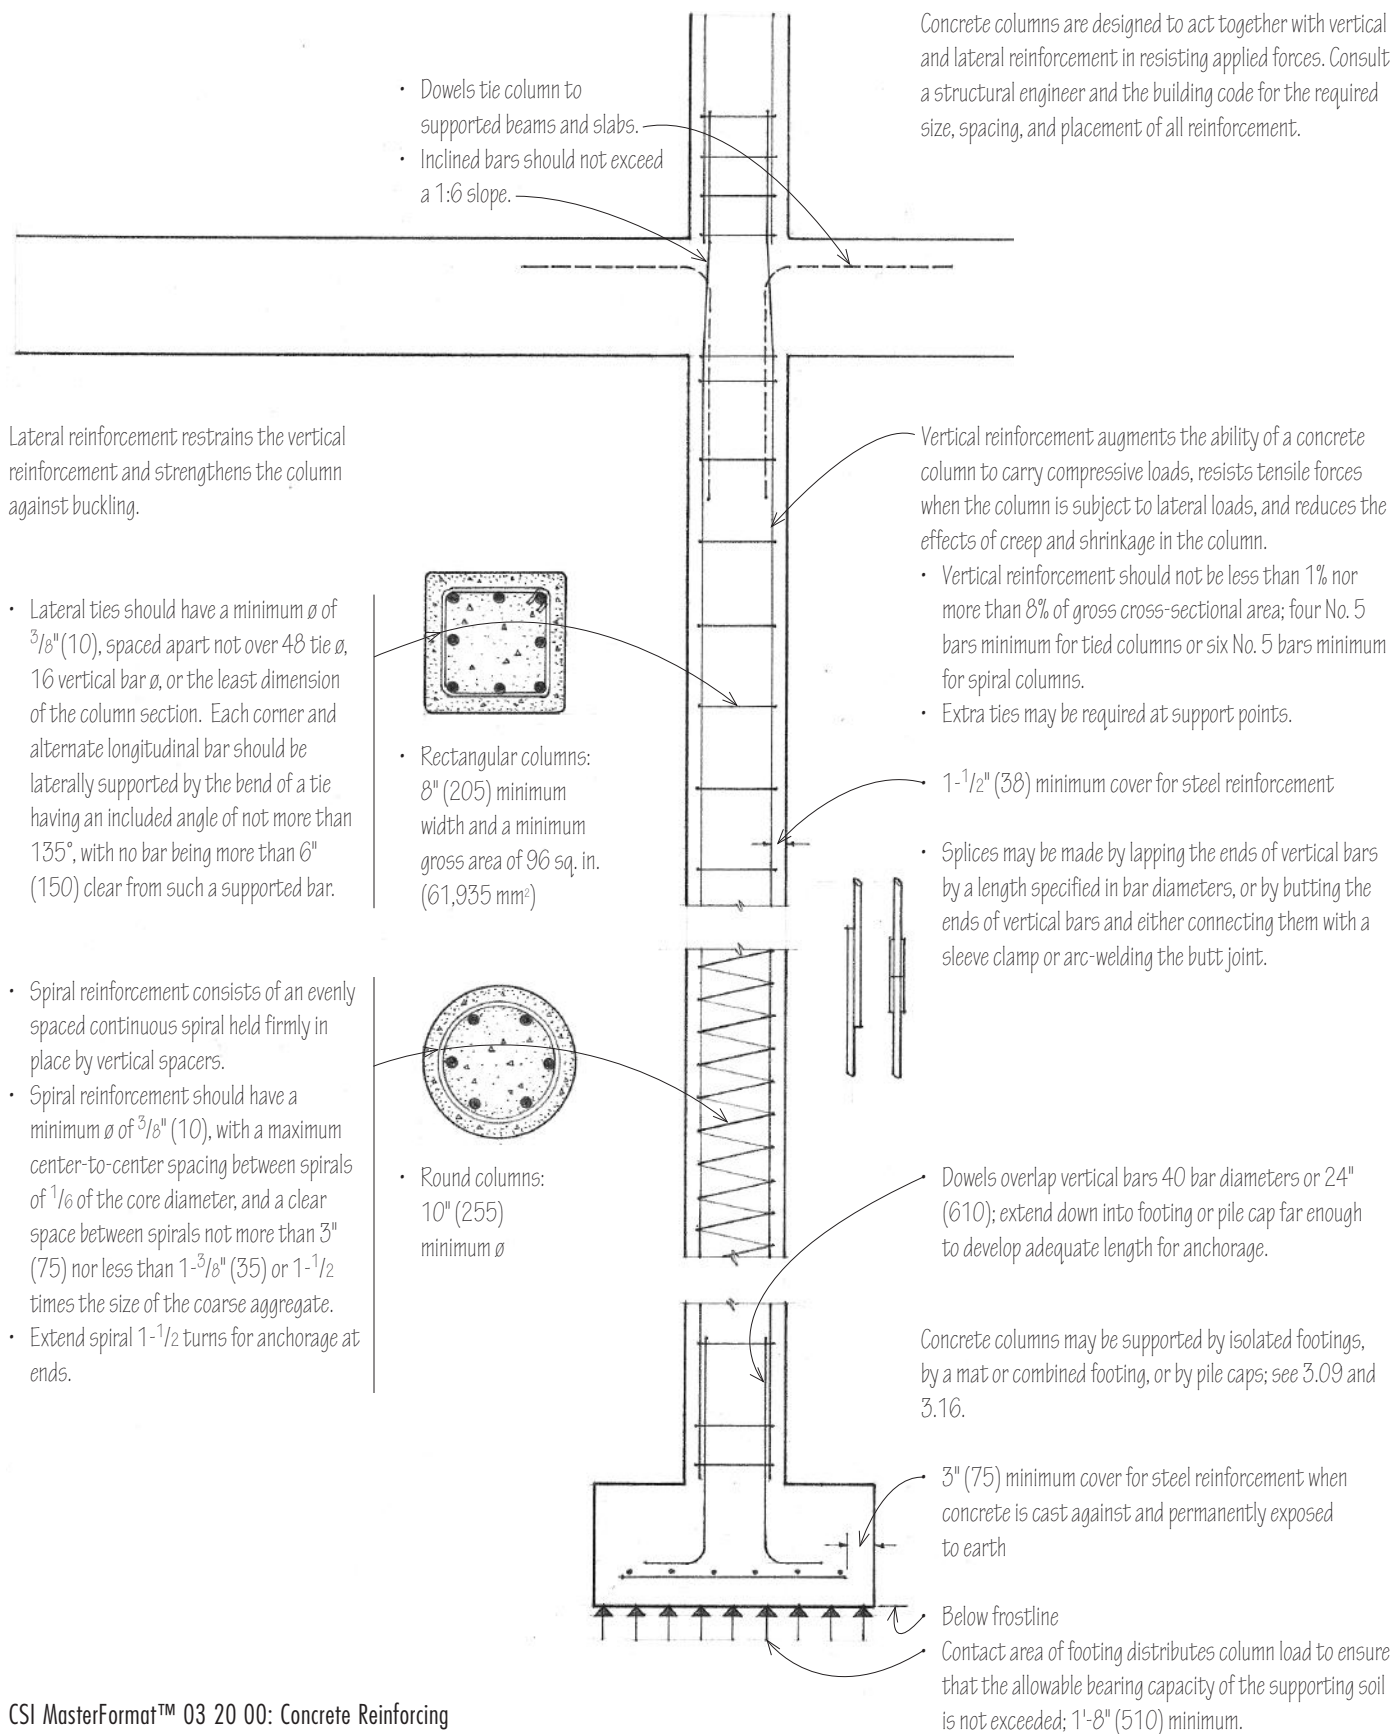 Concrete columns are designed to act together with vertical
and lateral reinforcement in resisting applied forces. Consult
a structural engineer and the building code for the required
size, spacing, and placement of all reinforcement.
• Dowels tie column to
supported beams and slabs.
• Inclined bars should not exceed
a 1:6 slope.
Lateral reinforcement restrains the vertical
reinforcement and strengthens the column
against buckling.
• Lateral ties should have a minimum ø of
3/8" (10), spaced apart not over 48 tie ø,
16 vertical bar ø, or the least dimension
of the column section. Each corner and
alternate longitudinal bar should be
laterally supported by the bend of a tie
having an included angle of not more than
135°, with no bar being more than 6"
(150) clear from such a supported bar.
• Rectangular columns:
8" (205) minimum
width and a minimum
gross area of 96 sq. in.
(61,935 mm²)
• Spiral reinforcement consists of an evenly
spaced continuous spiral held firmly in
place by vertical spacers.
• Spiral reinforcement should have a
minimum ø of 3/8" (10), with a maximum
center-to-center spacing between spirals
of 1/6 of the core diameter, and a clear
space between spirals not more than 3"
(75) nor less than 1-3/8" (35) or 1-1/2
times the size of the coarse aggregate.
• Extend spiral 1-1/2 turns for anchorage at
ends.
• Round columns:
10" (255)
minimum ø
Vertical reinforcement augments the ability of a concrete
column to carry compressive loads, resists tensile forces
when the column is subject to lateral loads, and reduces the
effects of creep and shrinkage in the column.
• Vertical reinforcement should not be less than 1% nor
more than 8% of gross cross-sectional area; four No. 5
bars minimum for tied columns or six No. 5 bars minimum
for spiral columns.
• Extra ties may be required at support points.
• 1-1/2" (38) minimum cover for steel reinforcement
• Splices may be made by lapping the ends of vertical bars
by a length specified in bar diameters, or by butting the
ends of vertical bars and either connecting them with a
sleeve clamp or arc-welding the butt joint.
• Dowels overlap vertical bars 40 bar diameters or 24"
(610); extend down into footing or pile cap far enough
to develop adequate length for anchorage.
Concrete columns may be supported by isolated footings,
by a mat or combined footing, or by pile caps; see 3.09 and
3.16.
• 3" (75) minimum cover for steel reinforcement when
concrete is cast against and permanently exposed
to earth
• Below frostline
• Contact area of footing distributes column load to ensure
that the allowable bearing capacity of the supporting soil
is not exceeded; 1'-8" (510) minimum.
CSI MasterFormat™ 03 20 00: Concrete Reinforcing